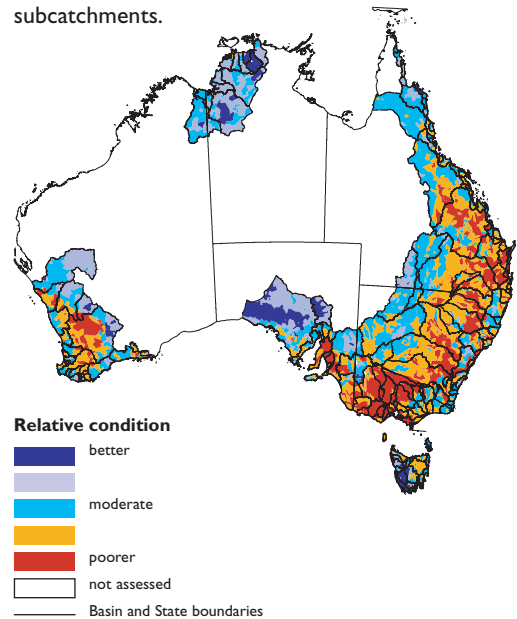 subcatchments.
Relative condition
better
moderate
poorer
not assessed
Basin and State boundaries